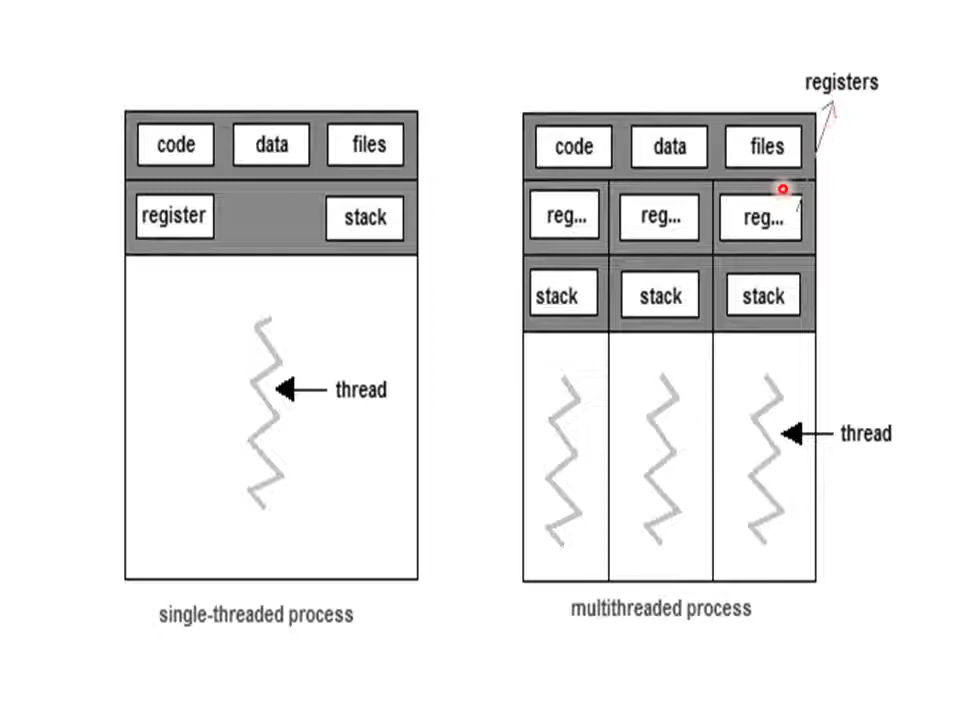 code data files
register stack
thread
single-threaded process
registers
code data files
reg... reg... reg...
stack stack stack
thread
multithreaded process